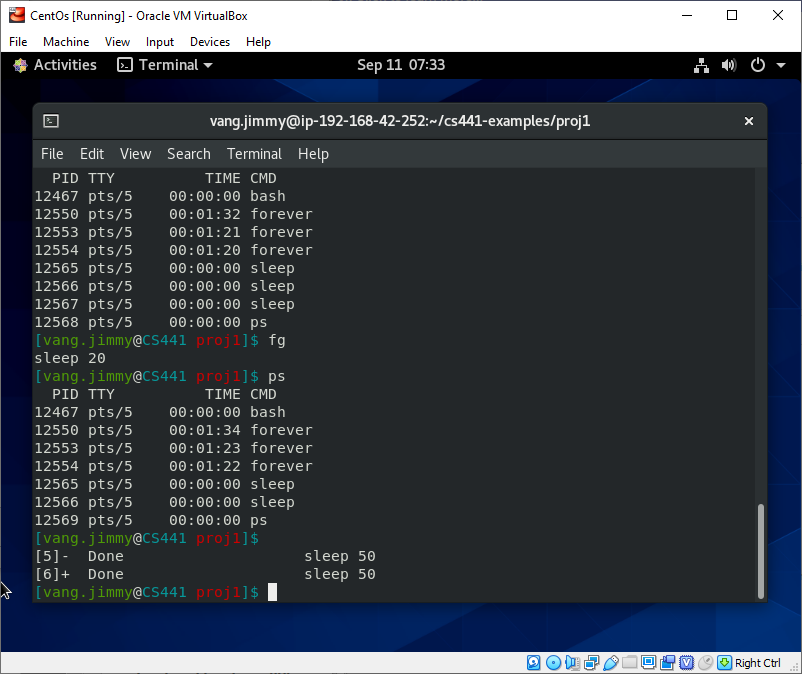 CentOs [Running] - Oracle VM VirtualBox
File Machine View Input Devices Help
Activities Terminal Sep 11 07:33
vang.jimmy@ip-192-168-42-252:~/cs441-examples/proj1
File Edit View Search Terminal Help
PID TTY TIME CMD
12467 pts/5 00:00:00 bash
12550 pts/5 00:01:32 forever
12553 pts/5 00:01:21 forever
12554 pts/5 00:01:20 forever
12565 pts/5 00:00:00 sleep
12566 pts/5 00:00:00 sleep
12567 pts/5 00:00:00 sleep
12568 pts/5 00:00:00 ps
[vang.jimmy@CS441 proj1]$ fg
sleep 20
[vang.jimmy@CS441 proj1]$ ps
PID TTY TIME CMD
12467 pts/5 00:00:00 bash
12550 pts/5 00:01:34 forever
12553 pts/5 00:01:23 forever
12554 pts/5 00:01:22 forever
12565 pts/5 00:00:00 sleep
12566 pts/5 00:00:00 sleep
12569 pts/5 00:00:00 ps
[vang.jimmy@CS441 proj1]$
[5]- Done sleep 50
[6]+ Done sleep 50
[vang.jimmy@CS441 proj1]$
Right Ctrl